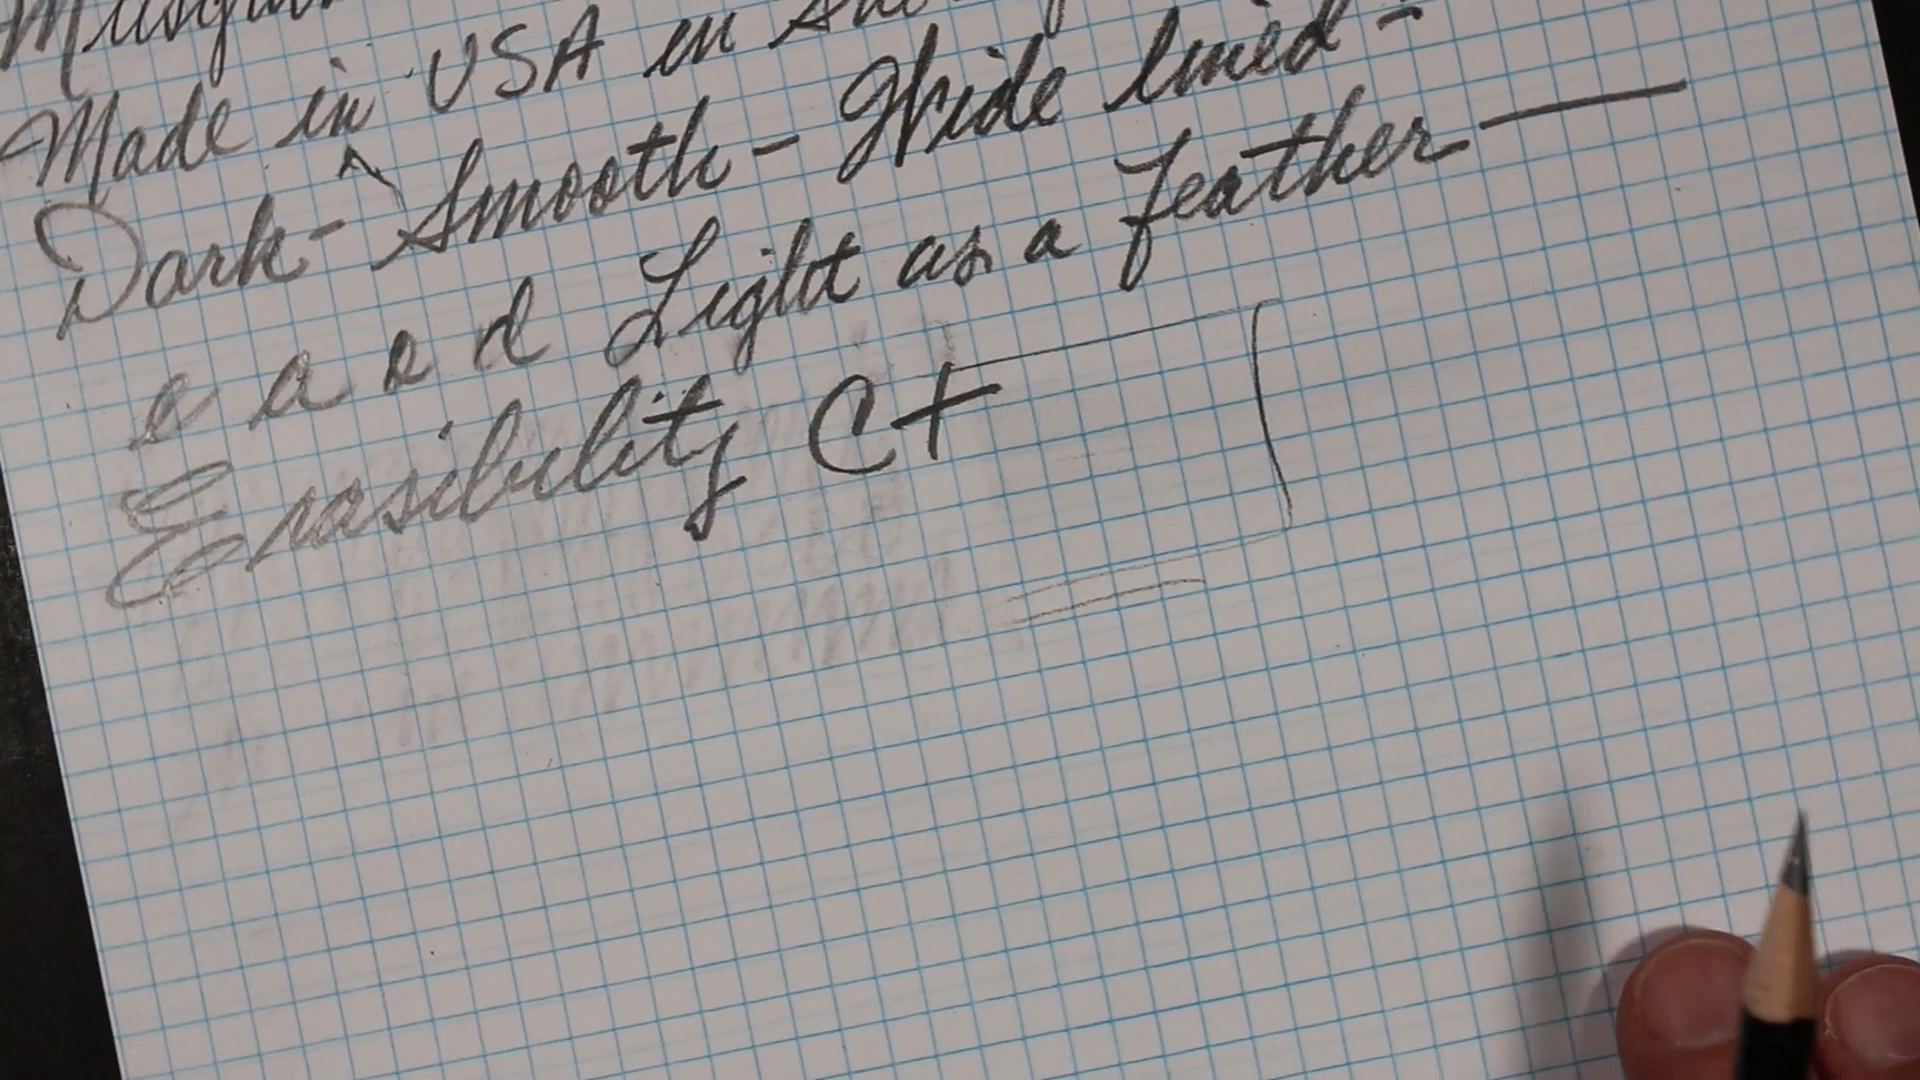 Made in USA in
Dark - Smooth - Wide lined -
e a e d Light as a feather —
Erasibility C+